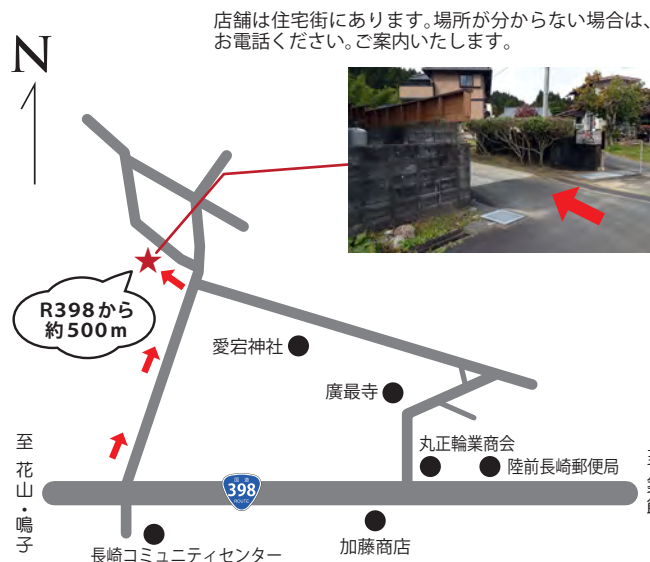 店舗は住宅街にあります。場所が分からない場合は、
お電話ください。ご案内いたします。
N
R398から
約500m
愛宕神社
廣最寺
丸正輪業商会
陸前長崎郵便局
至 花山・鳴子
国道
398
ROUTE
加藤商店
長崎コミュニティセンター